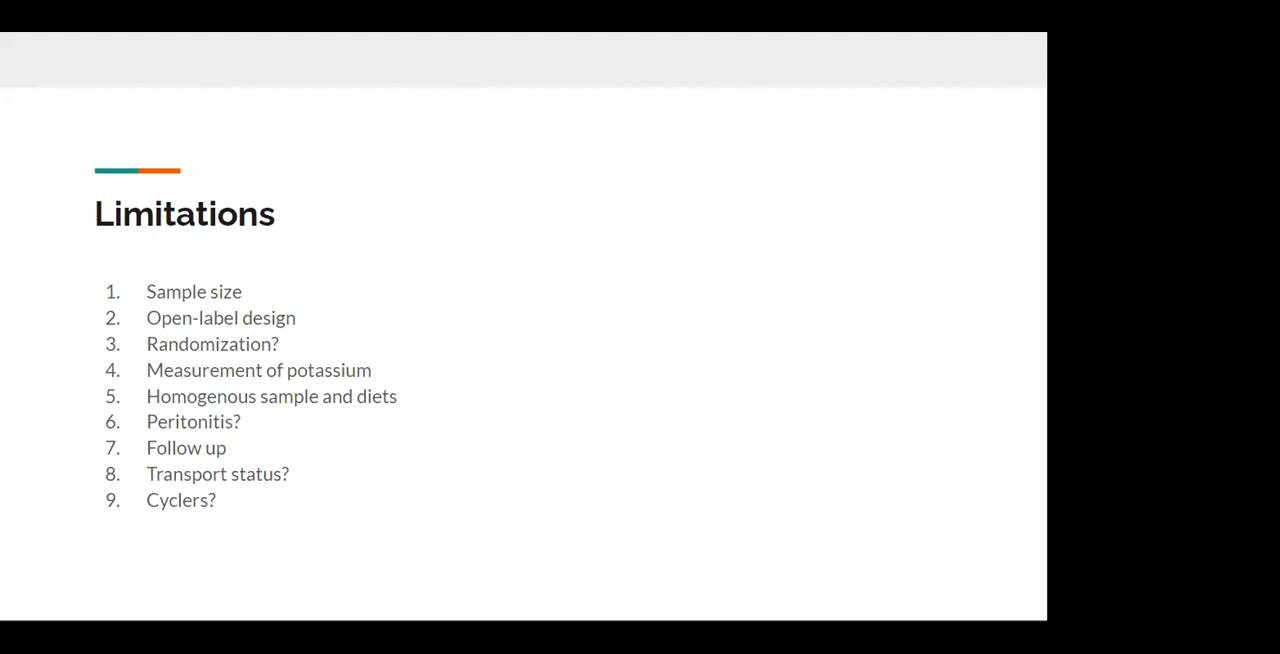 Limitations
1. Sample size
2. Open-label design
3. Randomization?
4. Measurement of potassium
5. Homogenous sample and diets
6. Peritonitis?
7. Follow up
8. Transport status?
9. Cyclers?